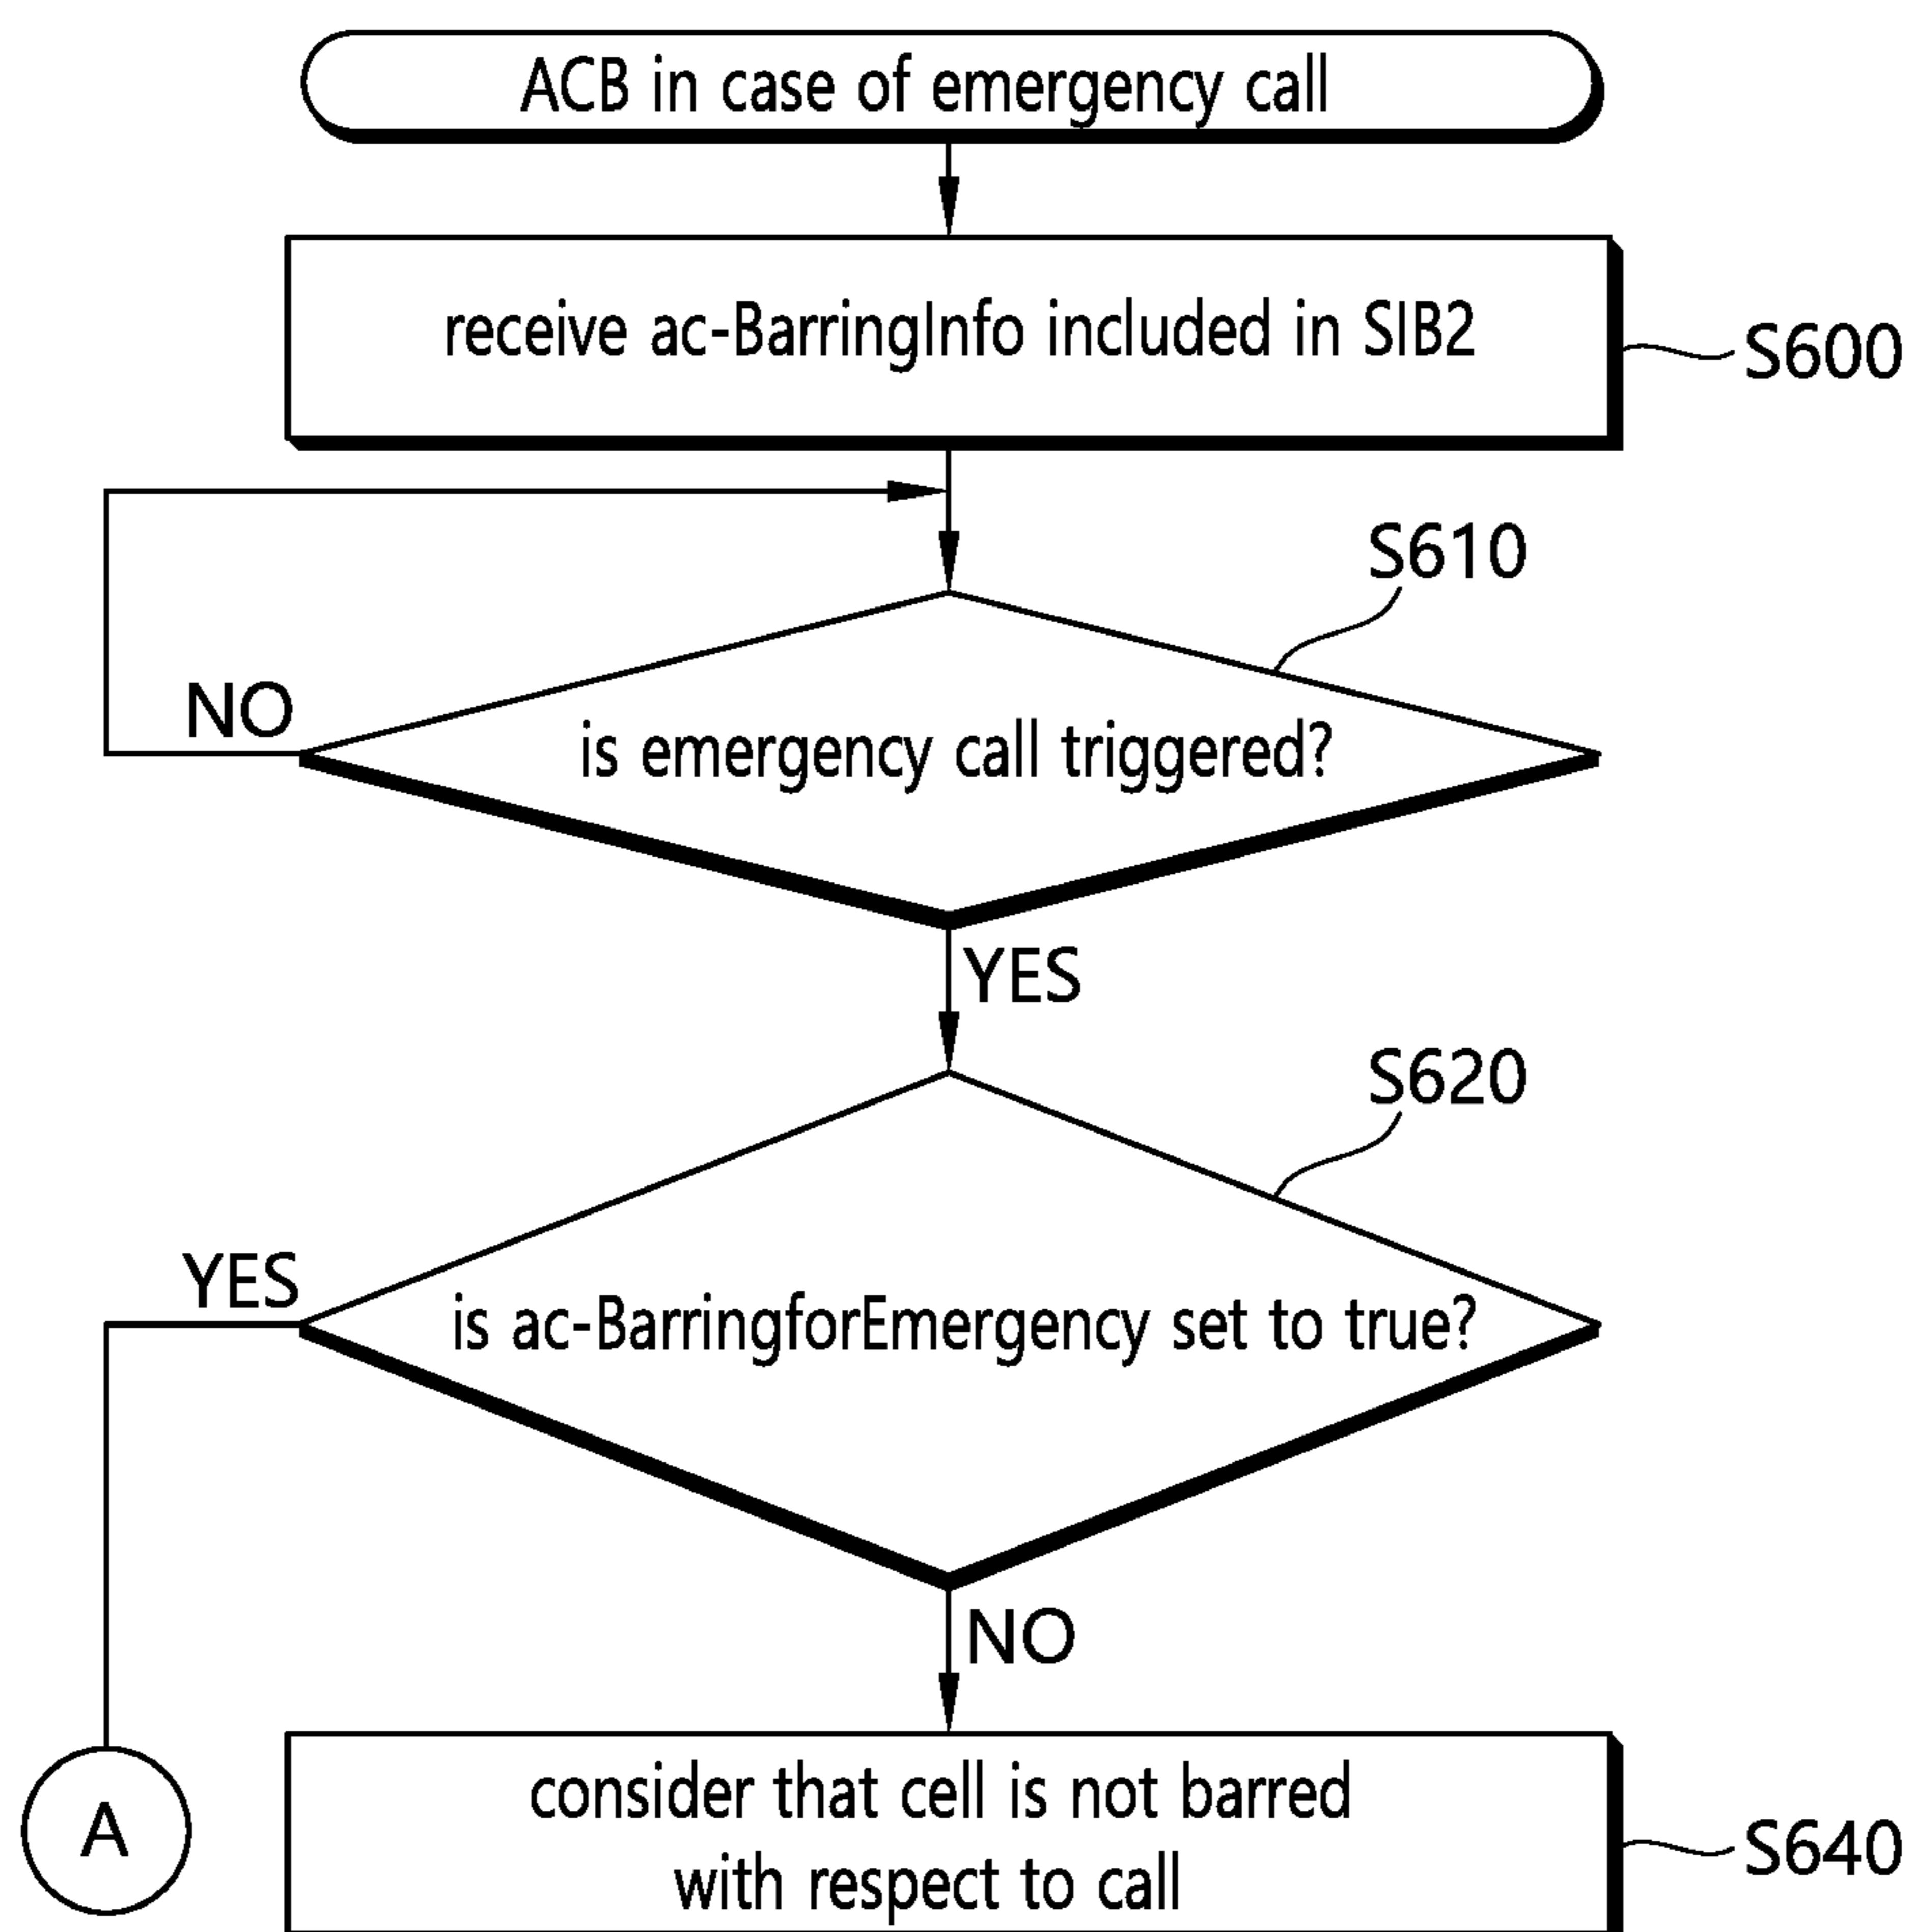 ACB in case of emergency call
receive ac-BarringInfo included in SIB2
S600
S610
NO
is emergency call triggered?
YES
S620
YES
is ac-BarringforEmergency set to true?
NO
consider that cell is not barred
with respect to call
A
S640